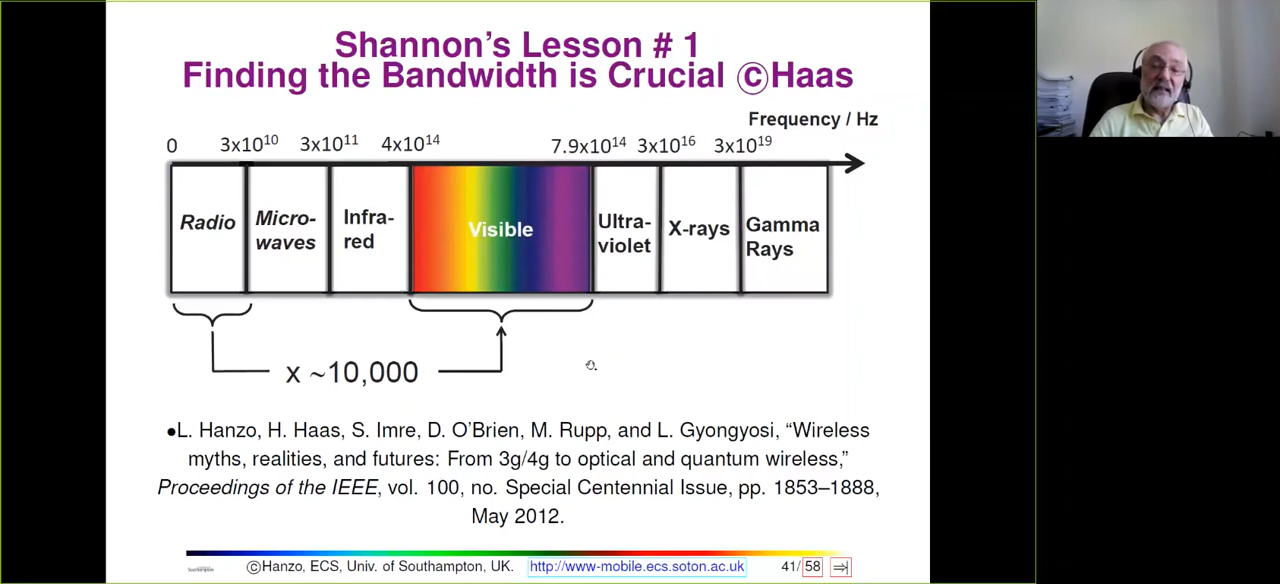 Shannon's Lesson # 1
Finding the Bandwidth is Crucial ©Haas
Frequency / Hz
0 3x10^10 3x10^11 4x10^14 7.9x10^14 3x10^16 3x10^19
Radio
Micro-
waves
Infra-
red
Visible
Ultra-
violet
X-rays
Gamma
Rays
x ~10,000
•L. Hanzo, H. Haas, S. Imre, D. O'Brien, M. Rupp, and L. Gyongyosi, “Wireless
myths, realities, and futures: From 3g/4g to optical and quantum wireless,”
Proceedings of the IEEE, vol. 100, no. Special Centennial Issue, pp. 1853–1888,
May 2012.
©Hanzo, ECS, Univ. of Southampton, UK. http://www-mobile.ecs.soton.ac.uk 41/58